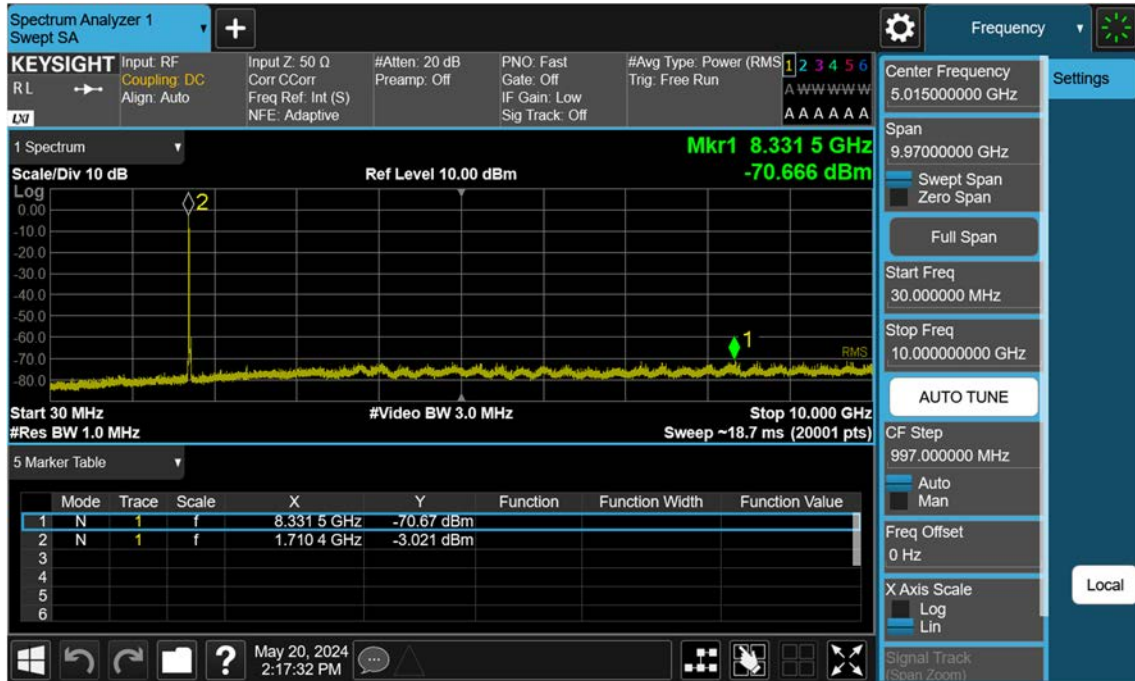 Spectrum Analyzer 1
Swept SA
+
Frequency
KEYSIGHT
R L
LXI
Input: RF
Coupling: DC
Align: Auto
Input Z: 50 Ω
Corr CCorr
Freq Ref: Int (S)
NFE: Adaptive
#Atten: 20 dB
Preamp: Off
PNO: Fast
Gate: Off
IF Gain: Low
Sig Track: Off
#Avg Type: Power (RMS
Trig: Free Run
1 2 3 4 5 6
A W W W W W
A A A A A A
1 Spectrum
Scale/Div 10 dB
Ref Level 10.00 dBm
Mkr1 8.331 5 GHz
-70.666 dBm
Log
0.00
-10.0
-20.0
-30.0
-40.0
-50.0
-60.0
-70.0
-80.0
2
1
RMS
Start 30 MHz
#Video BW 3.0 MHz
Stop 10.000 GHz
#Res BW 1.0 MHz
Sweep ~18.7 ms (20001 pts)
5 Marker Table
Mode Trace Scale X Y Function Function Width Function Value
1 N 1 f 8.331 5 GHz -70.67 dBm
2 N 1 f 1.710 4 GHz -3.021 dBm
3
4
5
6
Center Frequency
5.015000000 GHz
Settings
Span
9.97000000 GHz
Swept Span
Zero Span
Full Span
Start Freq
30.000000 MHz
Stop Freq
10.000000000 GHz
AUTO TUNE
CF Step
997.000000 MHz
Auto
Man
Freq Offset
0 Hz
X Axis Scale
Log
Lin
Local
Signal Track
(Span Zoom)
?
May 20, 2024
2:17:32 PM